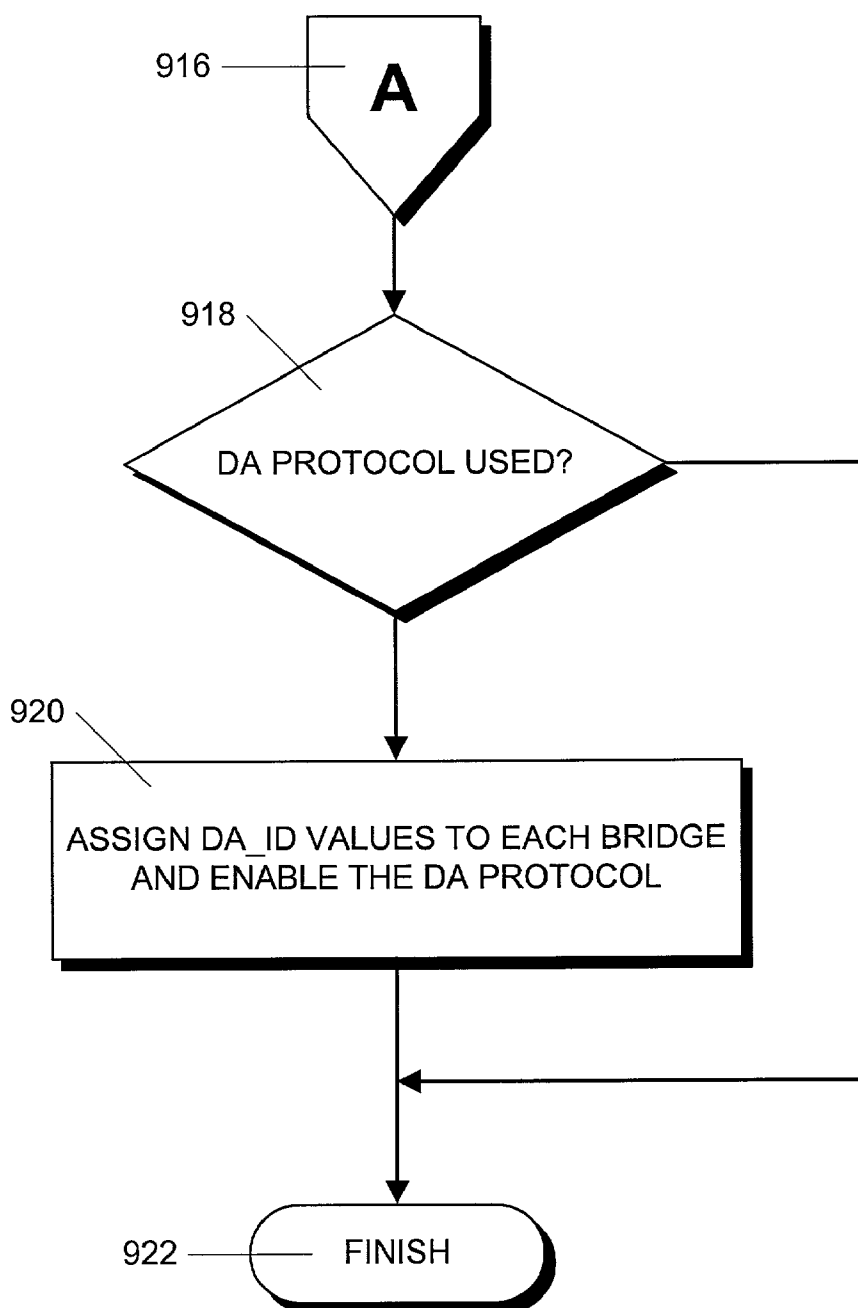 916
A
918
DA PROTOCOL USED?
920
ASSIGN DA_ID VALUES TO EACH BRIDGE
AND ENABLE THE DA PROTOCOL
922
FINISH